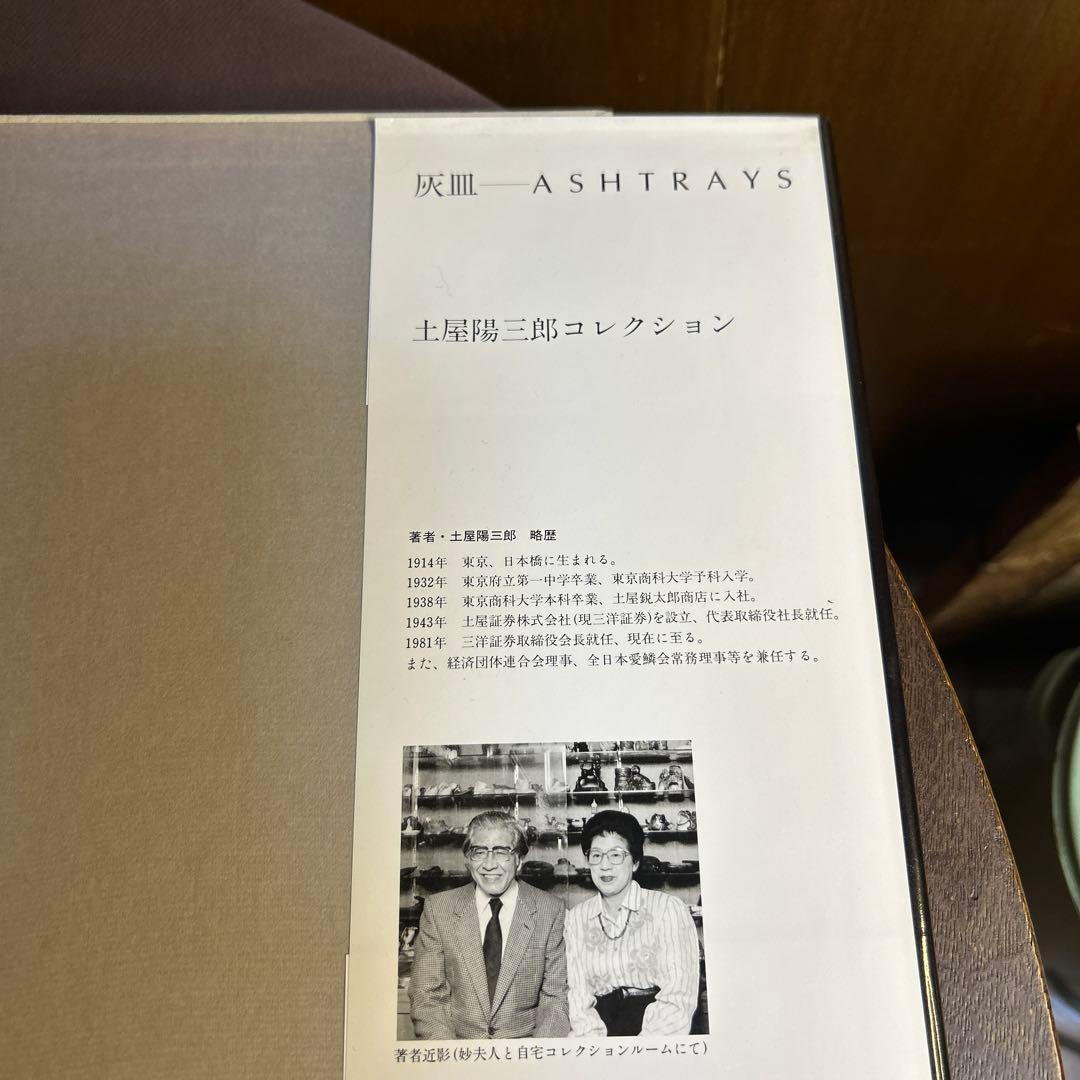 灰皿——ASHTRAYS
土屋陽三郎コレクション
著者・土屋陽三郎　略歴
1914年　東京、日本橋に生まれる。
1932年　東京府立第一中学卒業、東京商科大学予科入学。
1938年　東京商科大学本科卒業、土屋鋭太郎商店に入社。
1943年　土屋証券株式会社(現三洋証券)を設立、代表取締役社長就任。
1981年　三洋証券取締役会長就任、現在に至る。
また、経済団体連合会理事、全日本愛鱗会常務理事等を兼任する。
著者近影(妙夫人と自宅コレクションルームにて)